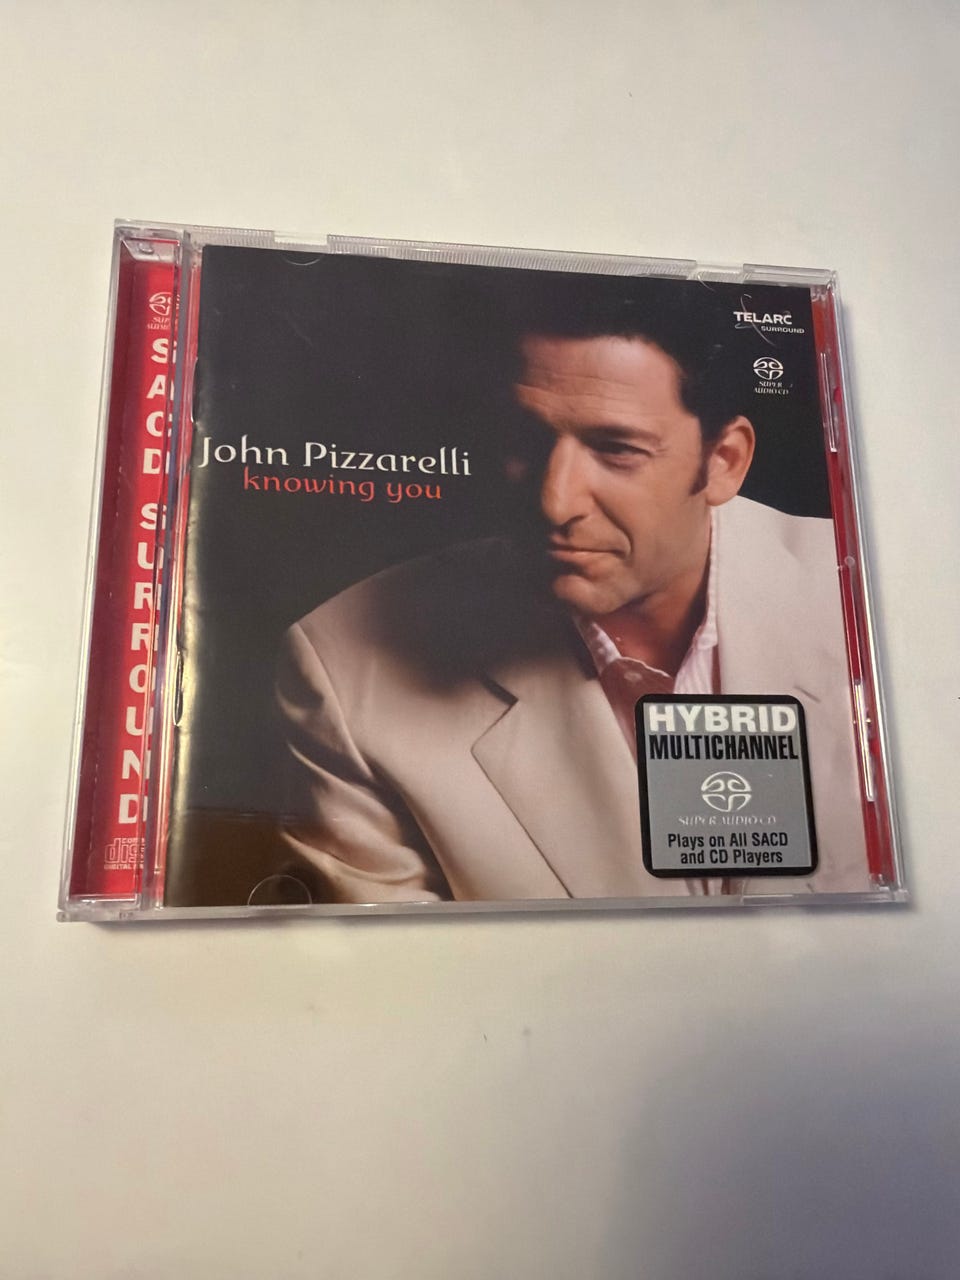 TELARC
SURROUND
SUPER
AUDIO CD
John Pizzarelli
knowing you
SACD SURROUND
HYBRID
MULTICHANNEL
SUPER AUDIO CD
Plays on All SACD
and CD Players